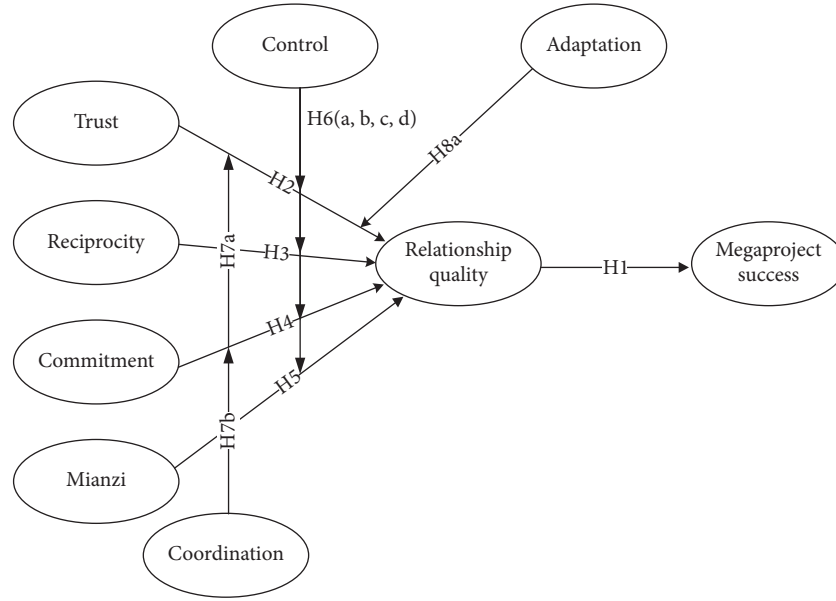 Control
Adaptation
H6(a, b, c, d)
Trust
H8a
H2
Reciprocity
H7a
H3
Relationship
quality
H1
Megaproject
success
Commitment
H4
H5
H7b
Mianzi
Coordination